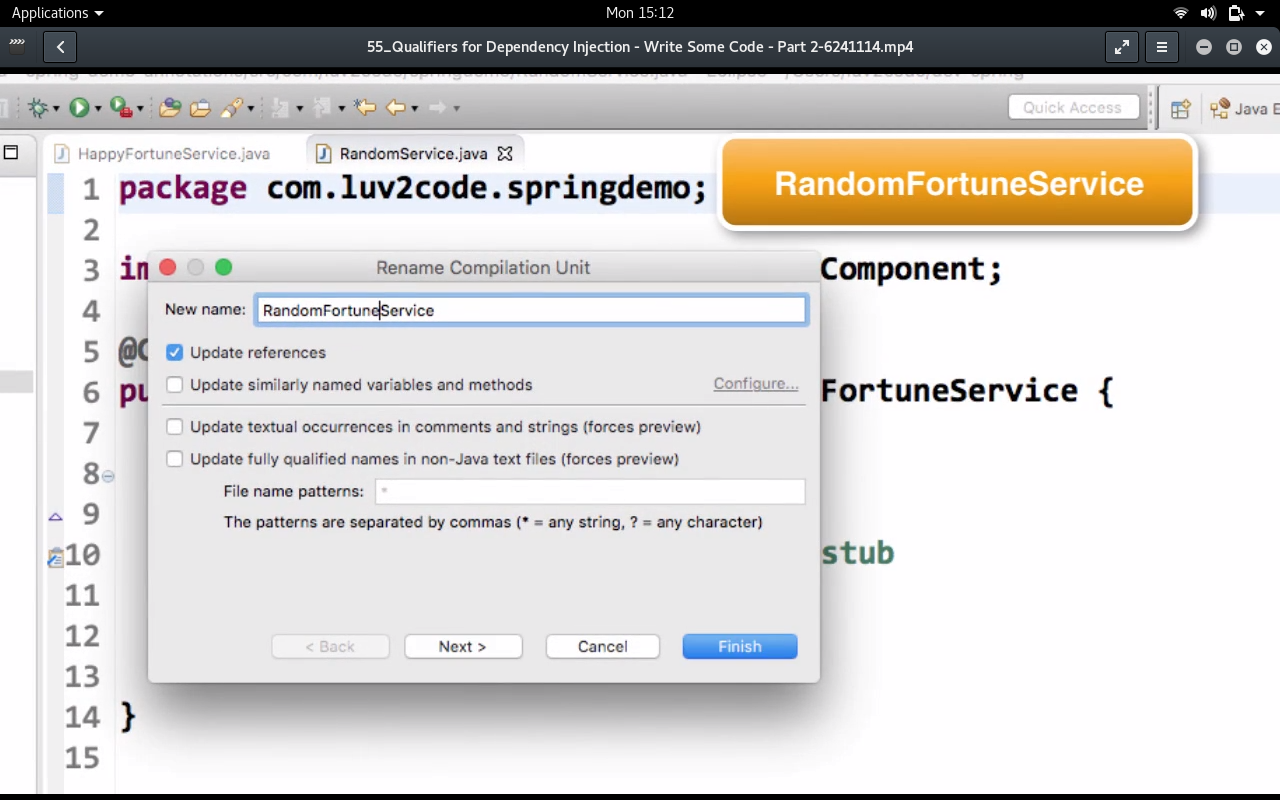 Applications
Mon 15:12
55_Qualifiers for Dependency Injection - Write Some Code - Part 2-6241114.mp4
Quick Access
Java E
HappyFortuneService.java
RandomService.java
RandomFortuneService
1 package com.luv2code.springdemo;
2
3 im Component;
4
5 @C
6 pu FortuneService {
7
8
9
10 stub
11
12
13
14 }
15
Rename Compilation Unit
New name: RandomFortuneService
Update references
Update similarly named variables and methods
Configure...
Update textual occurrences in comments and strings (forces preview)
Update fully qualified names in non-Java text files (forces preview)
File name patterns: *
The patterns are separated by commas (* = any string, ? = any character)
< Back
Next >
Cancel
Finish